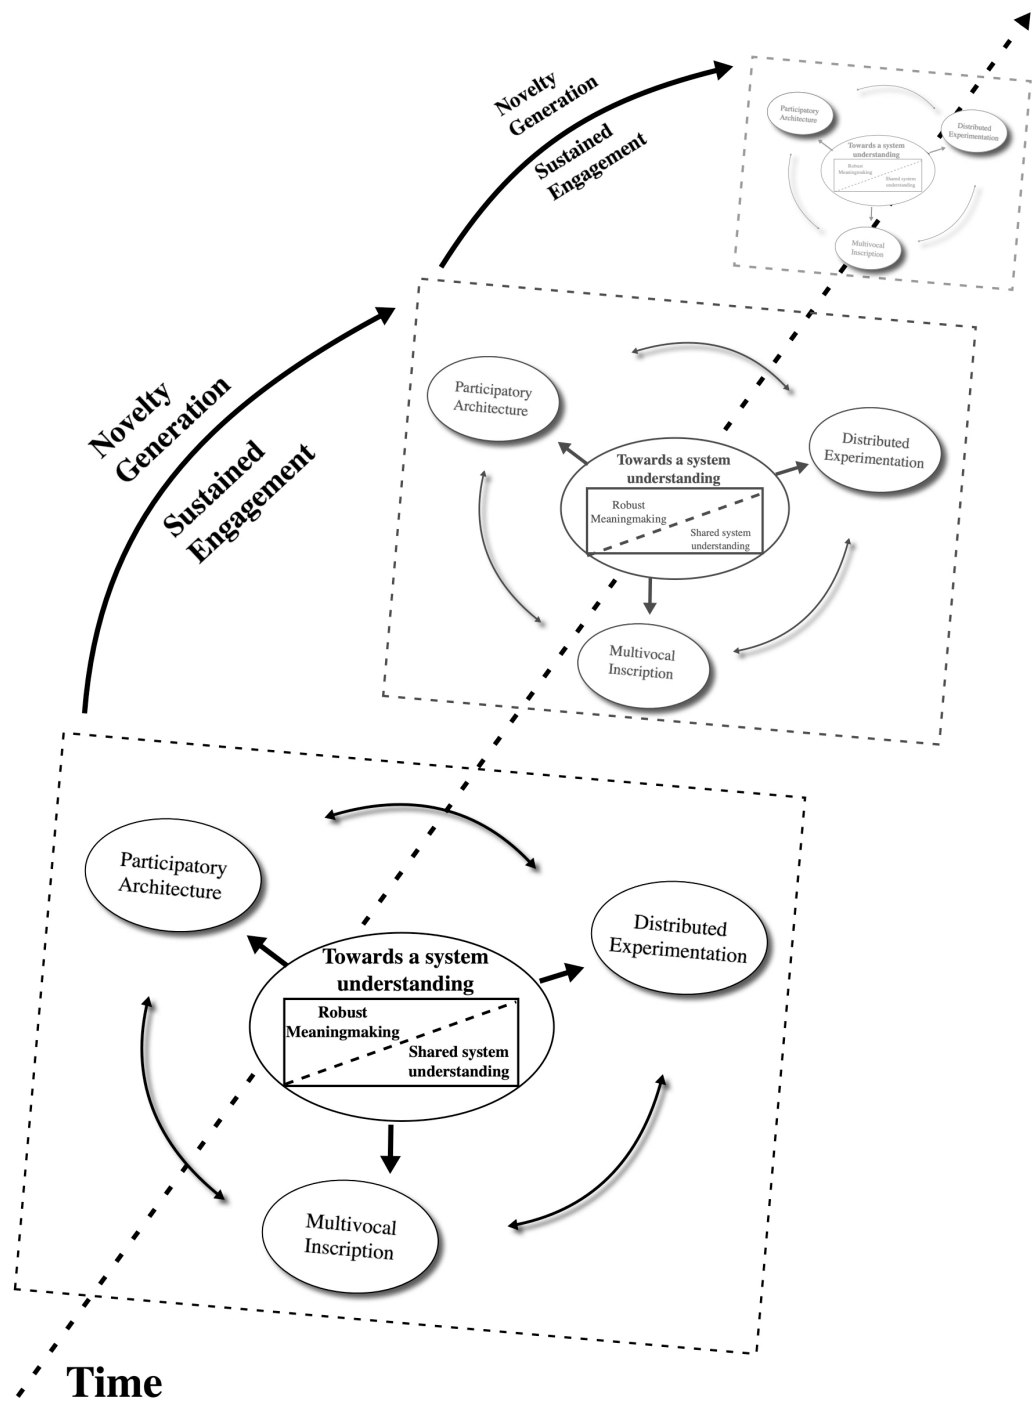 Novelty
Generation
Sustained
Engagement
Participatory
Architecture
Distributed
Experimentation
Towards a system
understanding
Robust
Meaningmaking
Shared system
understanding
Multivocal
Inscription
Novelty
Generation
Sustained
Engagement
Participatory
Architecture
Distributed
Experimentation
Towards a system
understanding
Robust
Meaningmaking
Shared system
understanding
Multivocal
Inscription
Participatory
Architecture
Distributed
Experimentation
Towards a system
understanding
Robust
Meaningmaking
Shared system
understanding
Multivocal
Inscription
Time